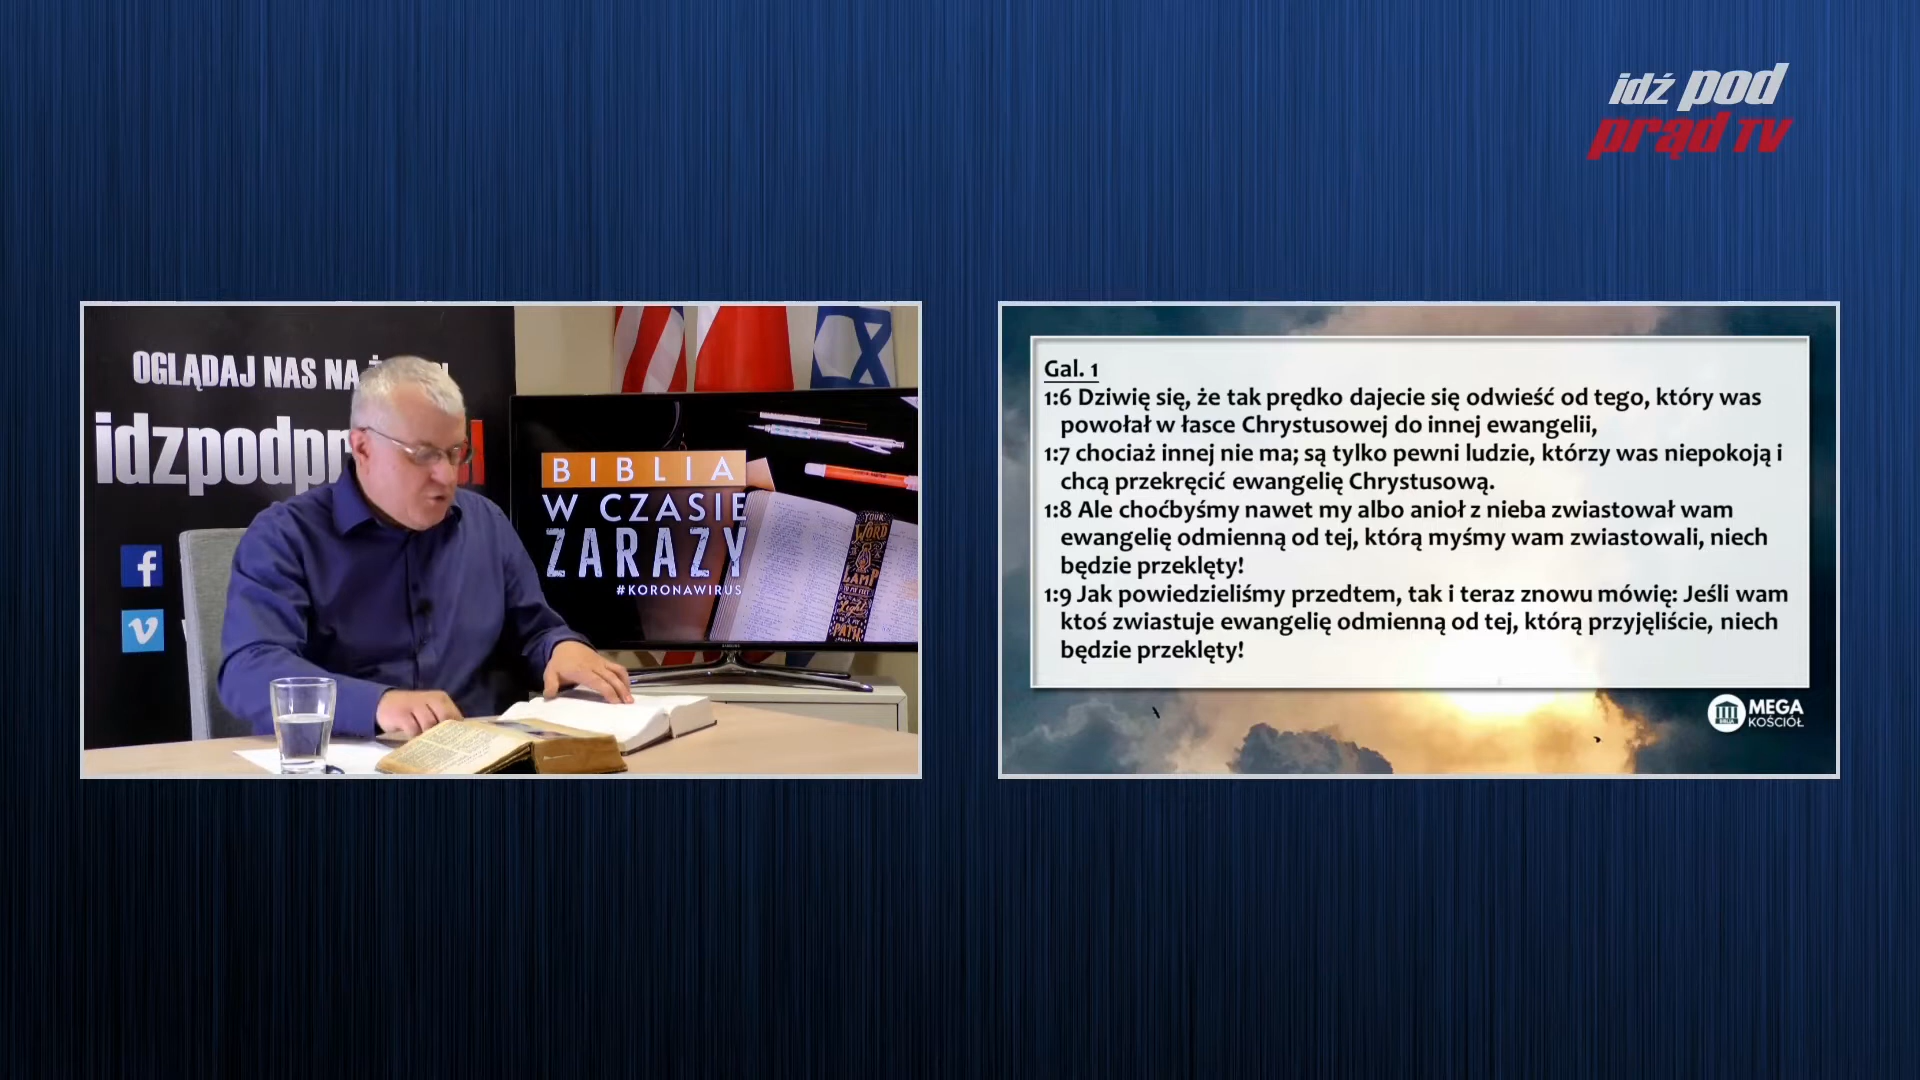 idź pod
prąd TV
OGLĄDAJ NAS NA
idzpodpr
BIBLIA
W CZASIE
ZARAZY
#KORONAWIRUS
YOUR
WORD
LAMP
Light
PATH
Gal. 1
1:6 Dziwię się, że tak prędko dajecie się odwieść od tego, który was
powołał w łasce Chrystusowej do innej ewangelii,
1:7 chociaż innej nie ma; są tylko pewni ludzie, którzy was niepokoją i
chcą przekręcić ewangelię Chrystusową.
1:8 Ale choćbyśmy nawet my albo anioł z nieba zwiastował wam
ewangelię odmienną od tej, którą myśmy wam zwiastowali, niech
będzie przeklęty!
1:9 Jak powiedzieliśmy przedtem, tak i teraz znowu mówię: Jeśli wam
ktoś zwiastuje ewangelię odmienną od tej, którą przyjęliście, niech
będzie przeklęty!
MEGA
KOŚCIÓŁ